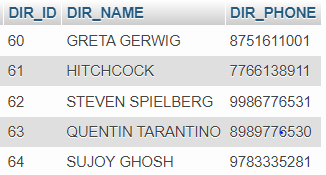 DIR_ID DIR_NAME DIR_PHONE
60 GRETA GERWIG 8751611001
61 HITCHCOCK 7766138911
62 STEVEN SPIELBERG 9986776531
63 QUENTIN TARANTINO 8989776530
64 SUJOY GHOSH 9783335281